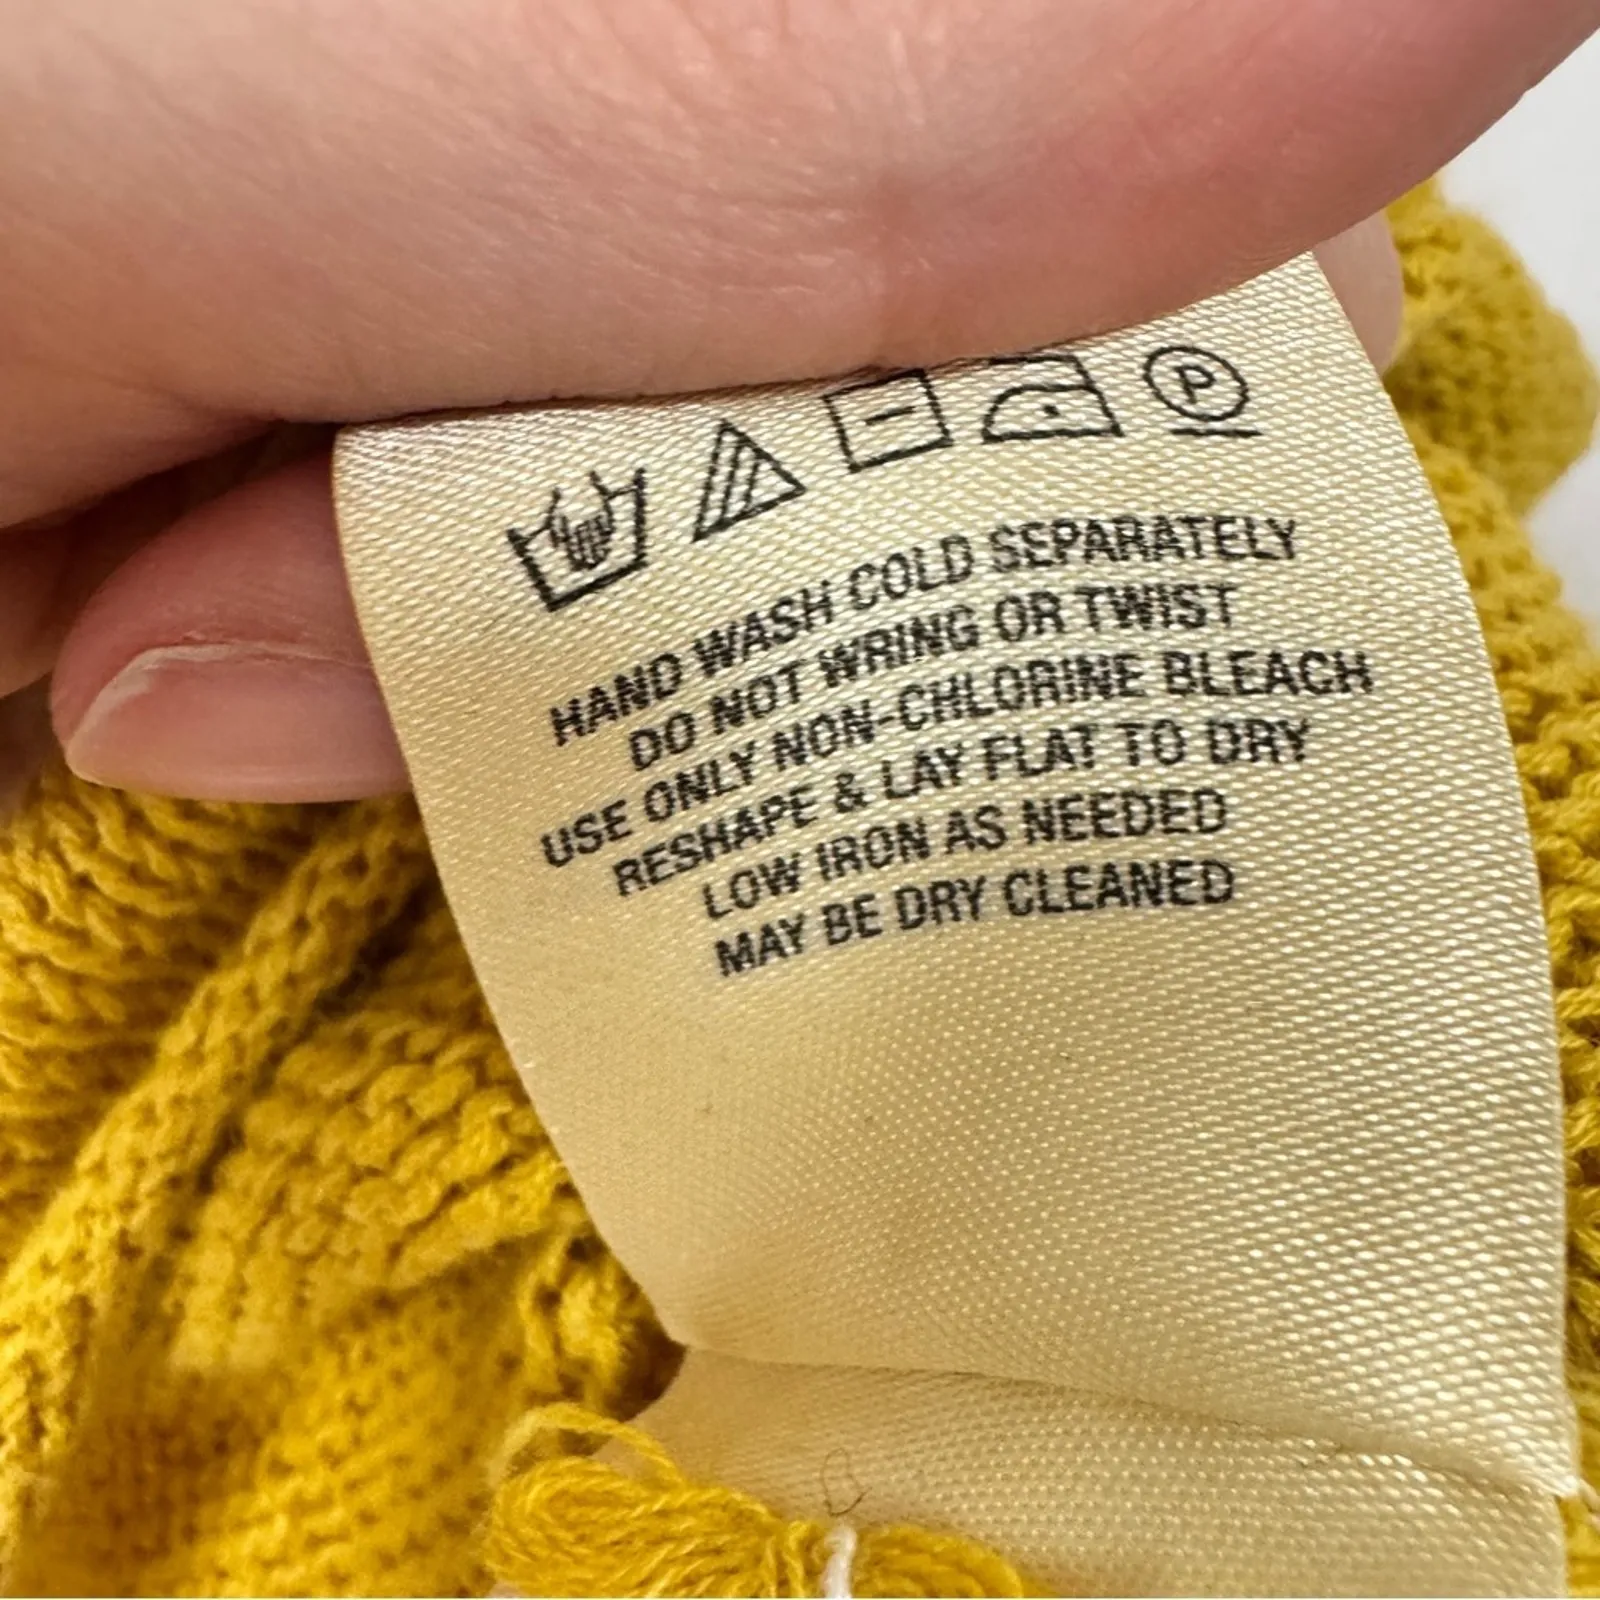 P
HAND WASH COLD SEPARATELY
DO NOT WRING OR TWIST
USE ONLY NON-CHLORINE BLEACH
RESHAPE & LAY FLAT TO DRY
LOW IRON AS NEEDED
MAY BE DRY CLEANED